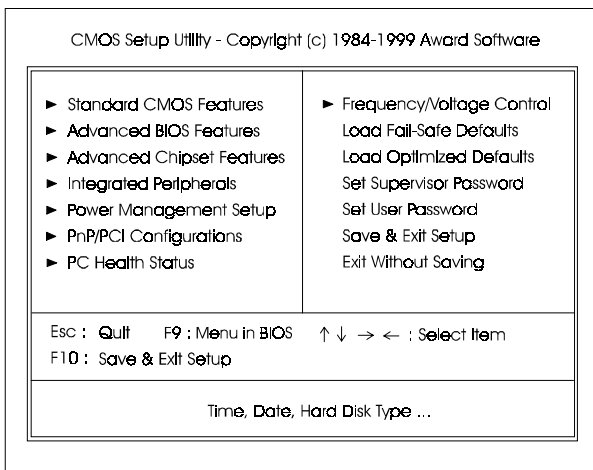 CMOS Setup Utility - Copyright (c) 1984-1999 Award Software
► Standard CMOS Features
► Advanced BIOS Features
► Advanced Chipset Features
► Integrated Peripherals
► Power Management Setup
► PnP/PCI Configurations
► PC Health Status
► Frequency/Voltage Control
Load Fail-Safe Defaults
Load Optimized Defaults
Set Supervisor Password
Set User Password
Save & Exit Setup
Exit Without Saving
Esc : Quit F9 : Menu in BIOS ↑ ↓ → ← : Select Item
F10 : Save & Exit Setup
Time, Date, Hard Disk Type ...